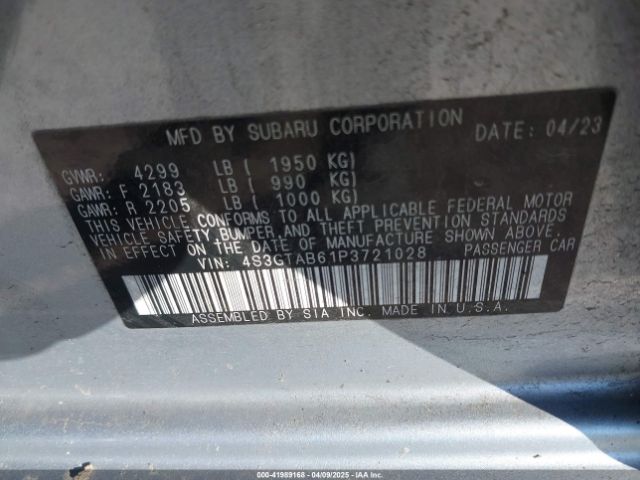 MFD BY SUBARU CORPORATION DATE: 04/23
GVWR: 4299 LB ( 1950 KG)
GAWR: F 2183 LB ( 990 KG)
GAWR: R 2205 LB ( 1000 KG)
THIS VEHICLE CONFORMS TO ALL APPLICABLE FEDERAL MOTOR
VEHICLE SAFETY, BUMPER, AND THEFT PREVENTION STANDARDS
IN EFFECT ON THE DATE OF MANUFACTURE SHOWN ABOVE.
VIN: 4S3GTAB61P3721028 PASSENGER CAR
ASSEMBLED BY SIA INC. MADE IN U.S.A.
000-41989168 04/09/2025 IAAI.COM